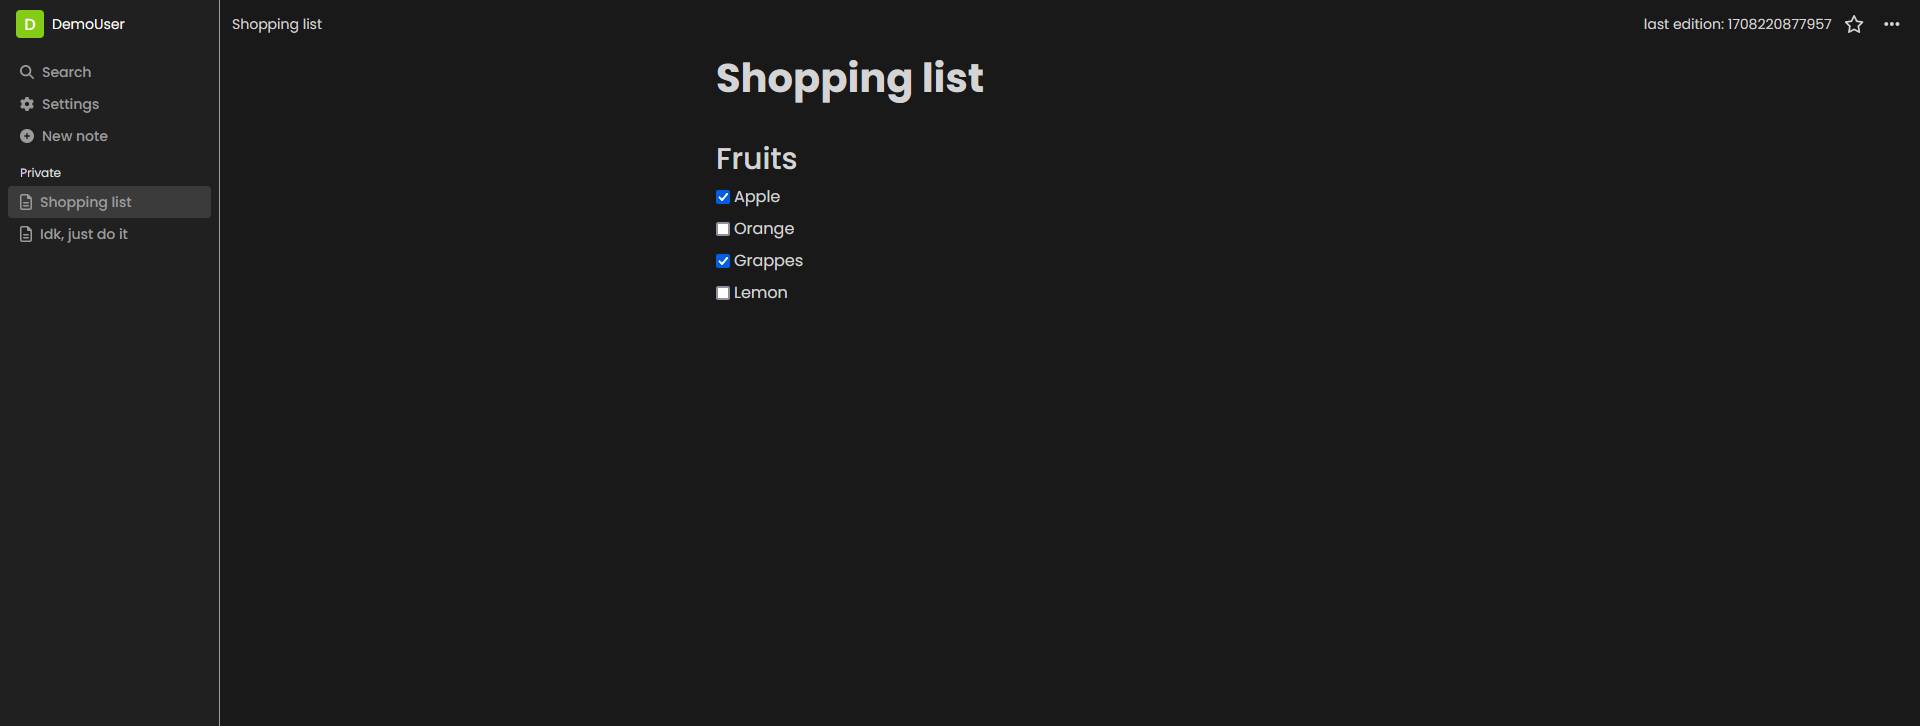 D DemoUser
Search
Settings
New note
Private
Shopping list
Idk, just do it
Shopping list
last edition: 1708220877957
Shopping list
Fruits
Apple
Orange
Grappes
Lemon